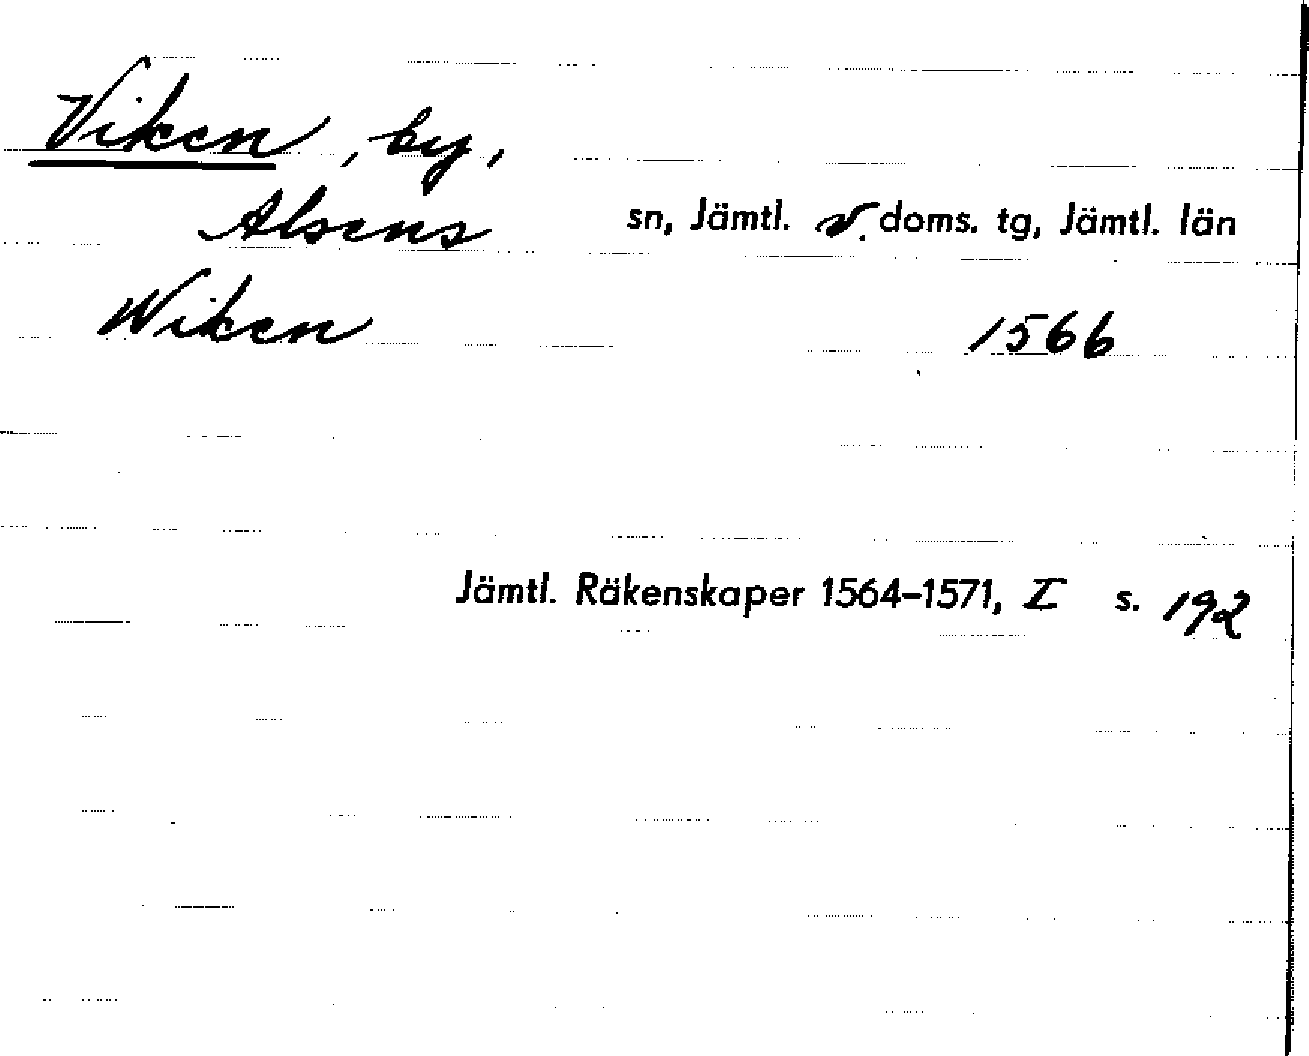 Viken, by,
Alsens sn, Jämtl. v. doms. tg, Jämtl. län
Wiken 1566
Jämtl. Räkenskaper 1564-1571, I s. 192